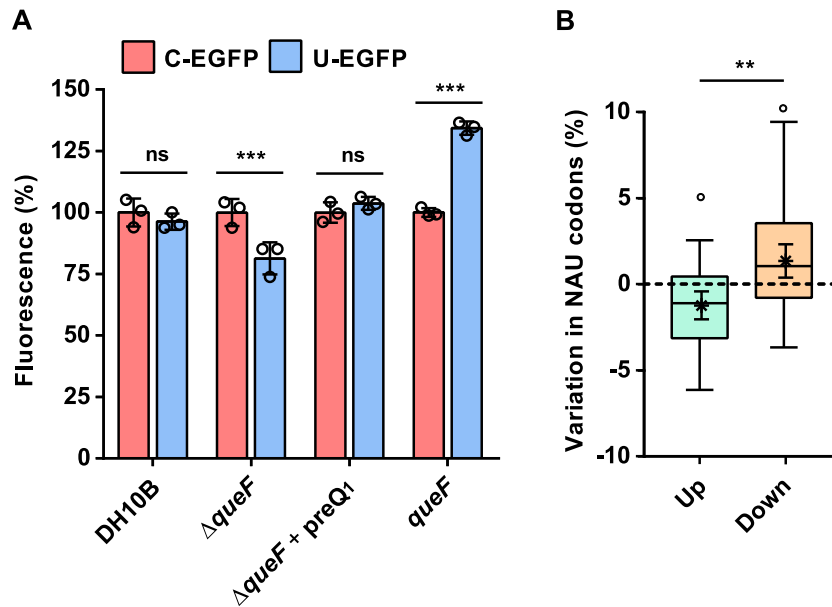 A
C-EGFP U-EGFP
Fluorescence (%)
150
125
100
75
50
25
0
ns
***
ns
***
DH10B
ΔqueF
ΔqueF + preQ1
queF
B
**
Variation in NAU codons (%)
10
5
0
-5
-10
Up
Down